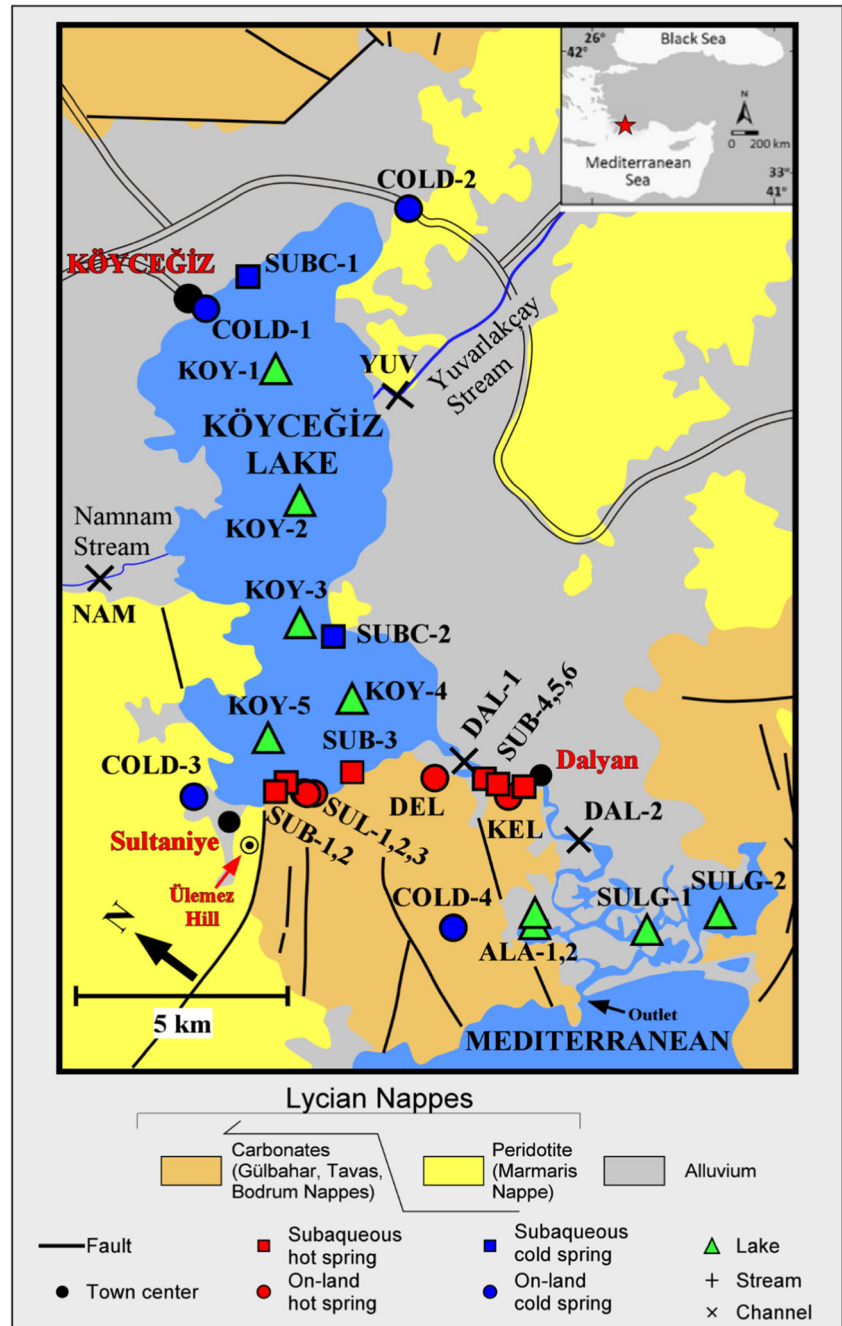 26°
42°
Black Sea
N
0 200 km
Mediterranean
Sea
33°
41°
COLD-2
KÖYCEĞİZ
SUBC-1
COLD-1
KOY-1
YUV
Yuvarlakçay
Stream
KÖYCEĞİZ
LAKE
KOY-2
Namnam
Stream
NAM
KOY-3
SUBC-2
KOY-4
KOY-5
DAL-1
SUB-4,5,6
SUB-3
COLD-3
Dalyan
DEL
KEL
DAL-2
SUL-1,2,3
SUB-1,2
Sultaniye
Ülemez
Hill
COLD-4
SULG-1
SULG-2
ALA-1,2
N
5 km
Outlet
MEDITERRANEAN
Lycian Nappes
Carbonates
(Gülbahar, Tavas,
Bodrum Nappes)
Peridotite
(Marmaris
Nappe)
Alluvium
Fault
Subaqueous
hot spring
Subaqueous
cold spring
Lake
Town center
On-land
hot spring
On-land
cold spring
Stream
Channel